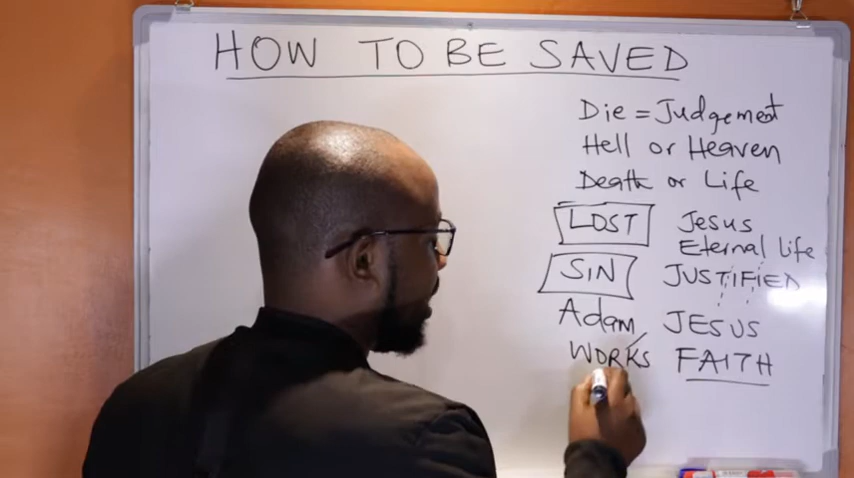 HOW TO BE SAVED
Die = Judgement
Hell or Heaven
Death or Life
LOST Jesus
Eternal life
SIN JUSTIFIED
Adam JESUS
WORKS FAITH